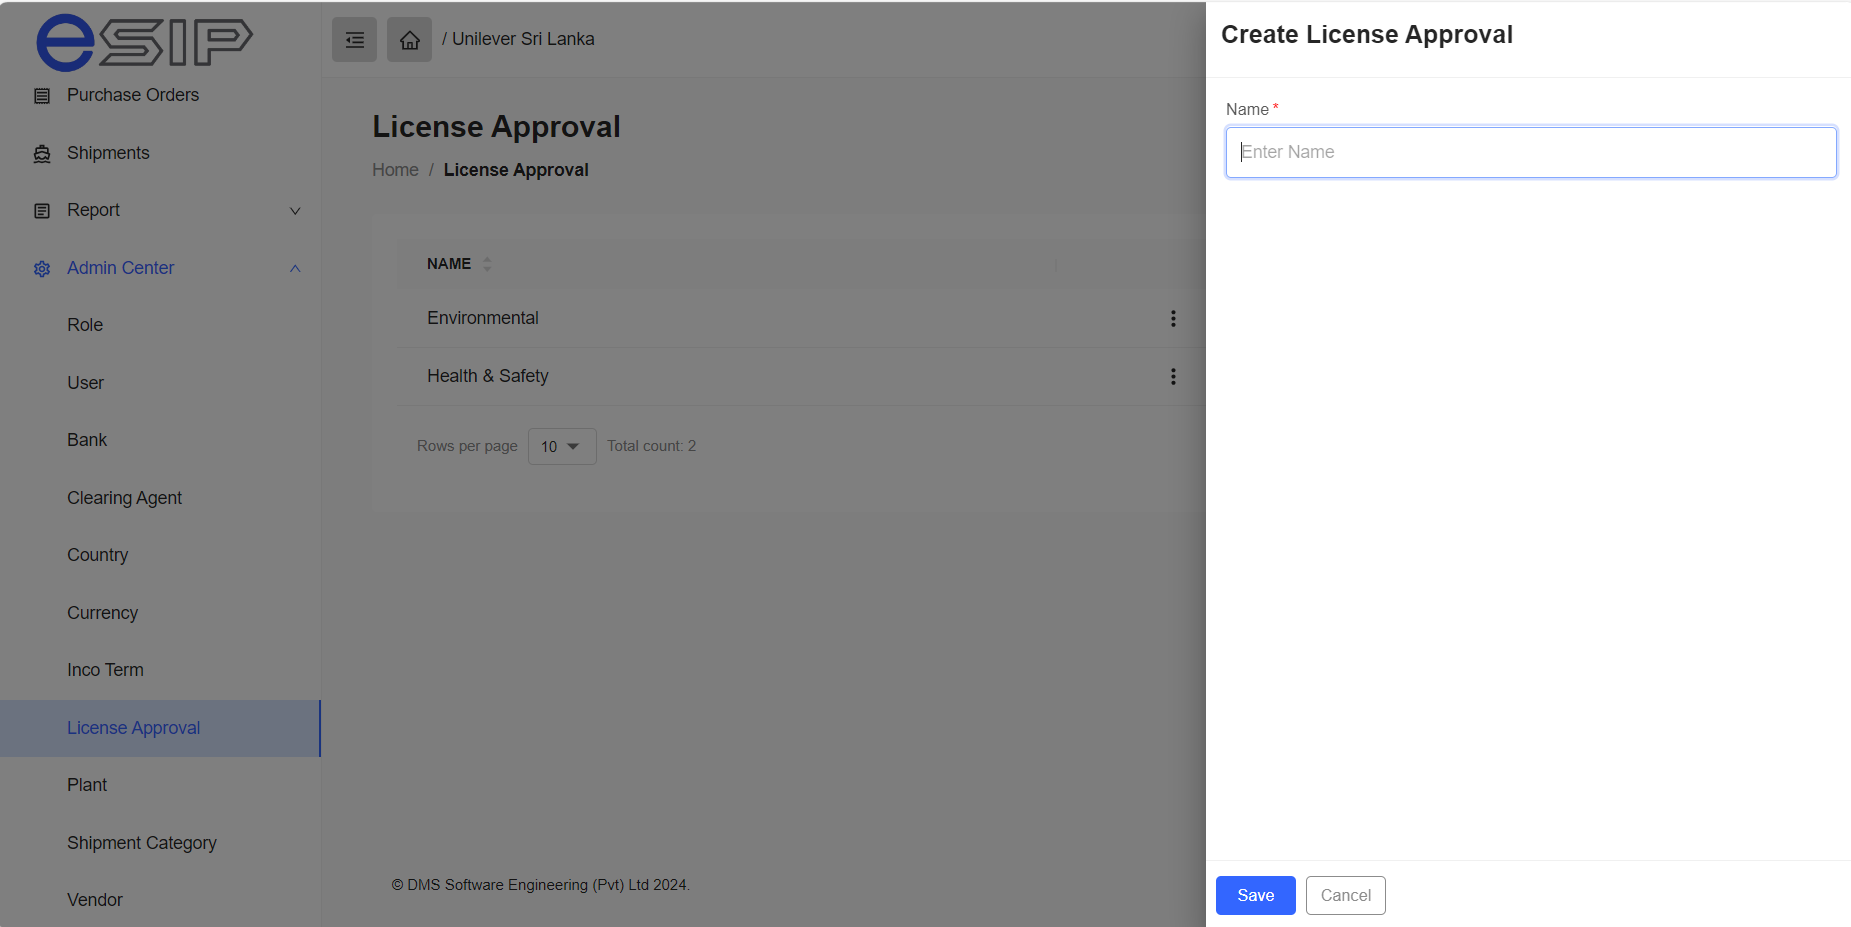 eSIP
Purchase Orders
Shipments
Report
Admin Center
Role
User
Bank
Clearing Agent
Country
Currency
Inco Term
License Approval
Plant
Shipment Category
Vendor
/ Unilever Sri Lanka
License Approval
Home / License Approval
NAME
Environmental
Health & Safety
Rows per page 10 Total count: 2
© DMS Software Engineering (Pvt) Ltd 2024.
Create License Approval
Name *
Enter Name
Save Cancel